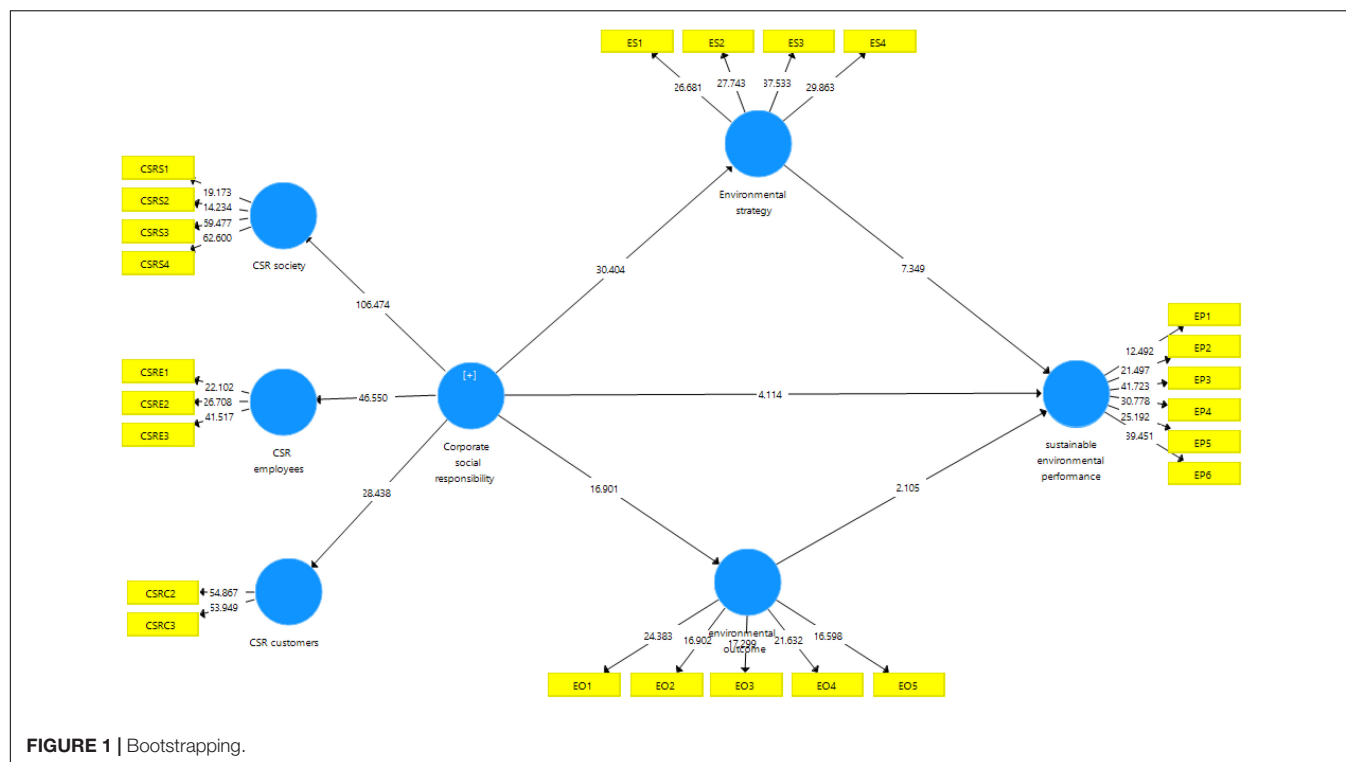 ES1
ES2
ES3
ES4
26.681
27.743
37.533
29.863
Environmental
strategy
CSRS1
CSRS2
CSRS3
CSRS4
19.173
14.234
59.477
62.600
CSR society
106.474
30.404
7.349
CSRE1
CSRE2
CSRE3
22.102
26.708
41.517
CSR
employees
46.550
[+]
Corporate
social
responsibility
4.114
EP1
EP2
EP3
EP4
EP5
EP6
12.492
21.497
41.723
30.778
25.192
39.451
sustainable
environmental
performance
28.438
16.901
2.105
CSRC2
CSRC3
54.867
53.949
CSR customers
environmental
outcome
24.383
16.902
17.299
21.632
16.598
EO1
EO2
EO3
EO4
EO5
FIGURE 1 | Bootstrapping.